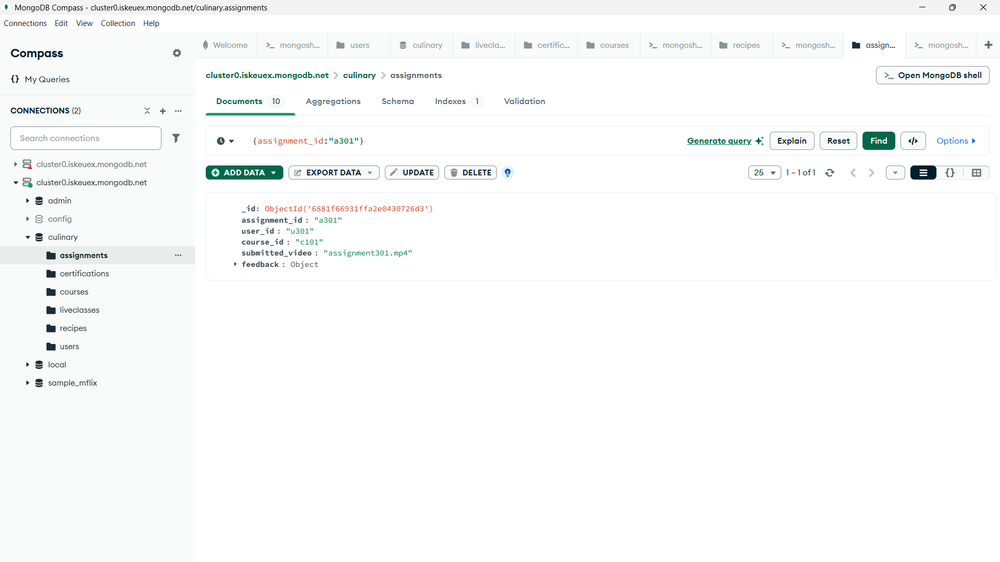 MongoDB Compass - cluster0.iskeuex.mongodb.net/culinary.assignments
Connections Edit View Collection Help
Compass
My Queries
CONNECTIONS (2)
Search connections
cluster0.iskeuex.mongodb.net
cluster0.iskeuex.mongodb.net
admin
config
culinary
assignments
certifications
courses
liveclasses
recipes
users
local
sample_mflix
Welcome >_ mongosh... users culinary livecla... certific... courses >_ mongosh... recipes >_ mongosh... assign... >_ mongosh...
cluster0.iskeuex.mongodb.net > culinary > assignments
>_ Open MongoDB shell
Documents 10 Aggregations Schema Indexes 1 Validation
{assignment_id:"a301"}
Generate query Explain Reset Find </> Options
ADD DATA EXPORT DATA UPDATE DELETE
25 1 – 1 of 1 {}
_id: ObjectId('6881f66931ffa2e0430726d3')
assignment_id : "a301"
user_id : "u301"
course_id : "c101"
submitted_video : "assignment301.mp4"
feedback : Object